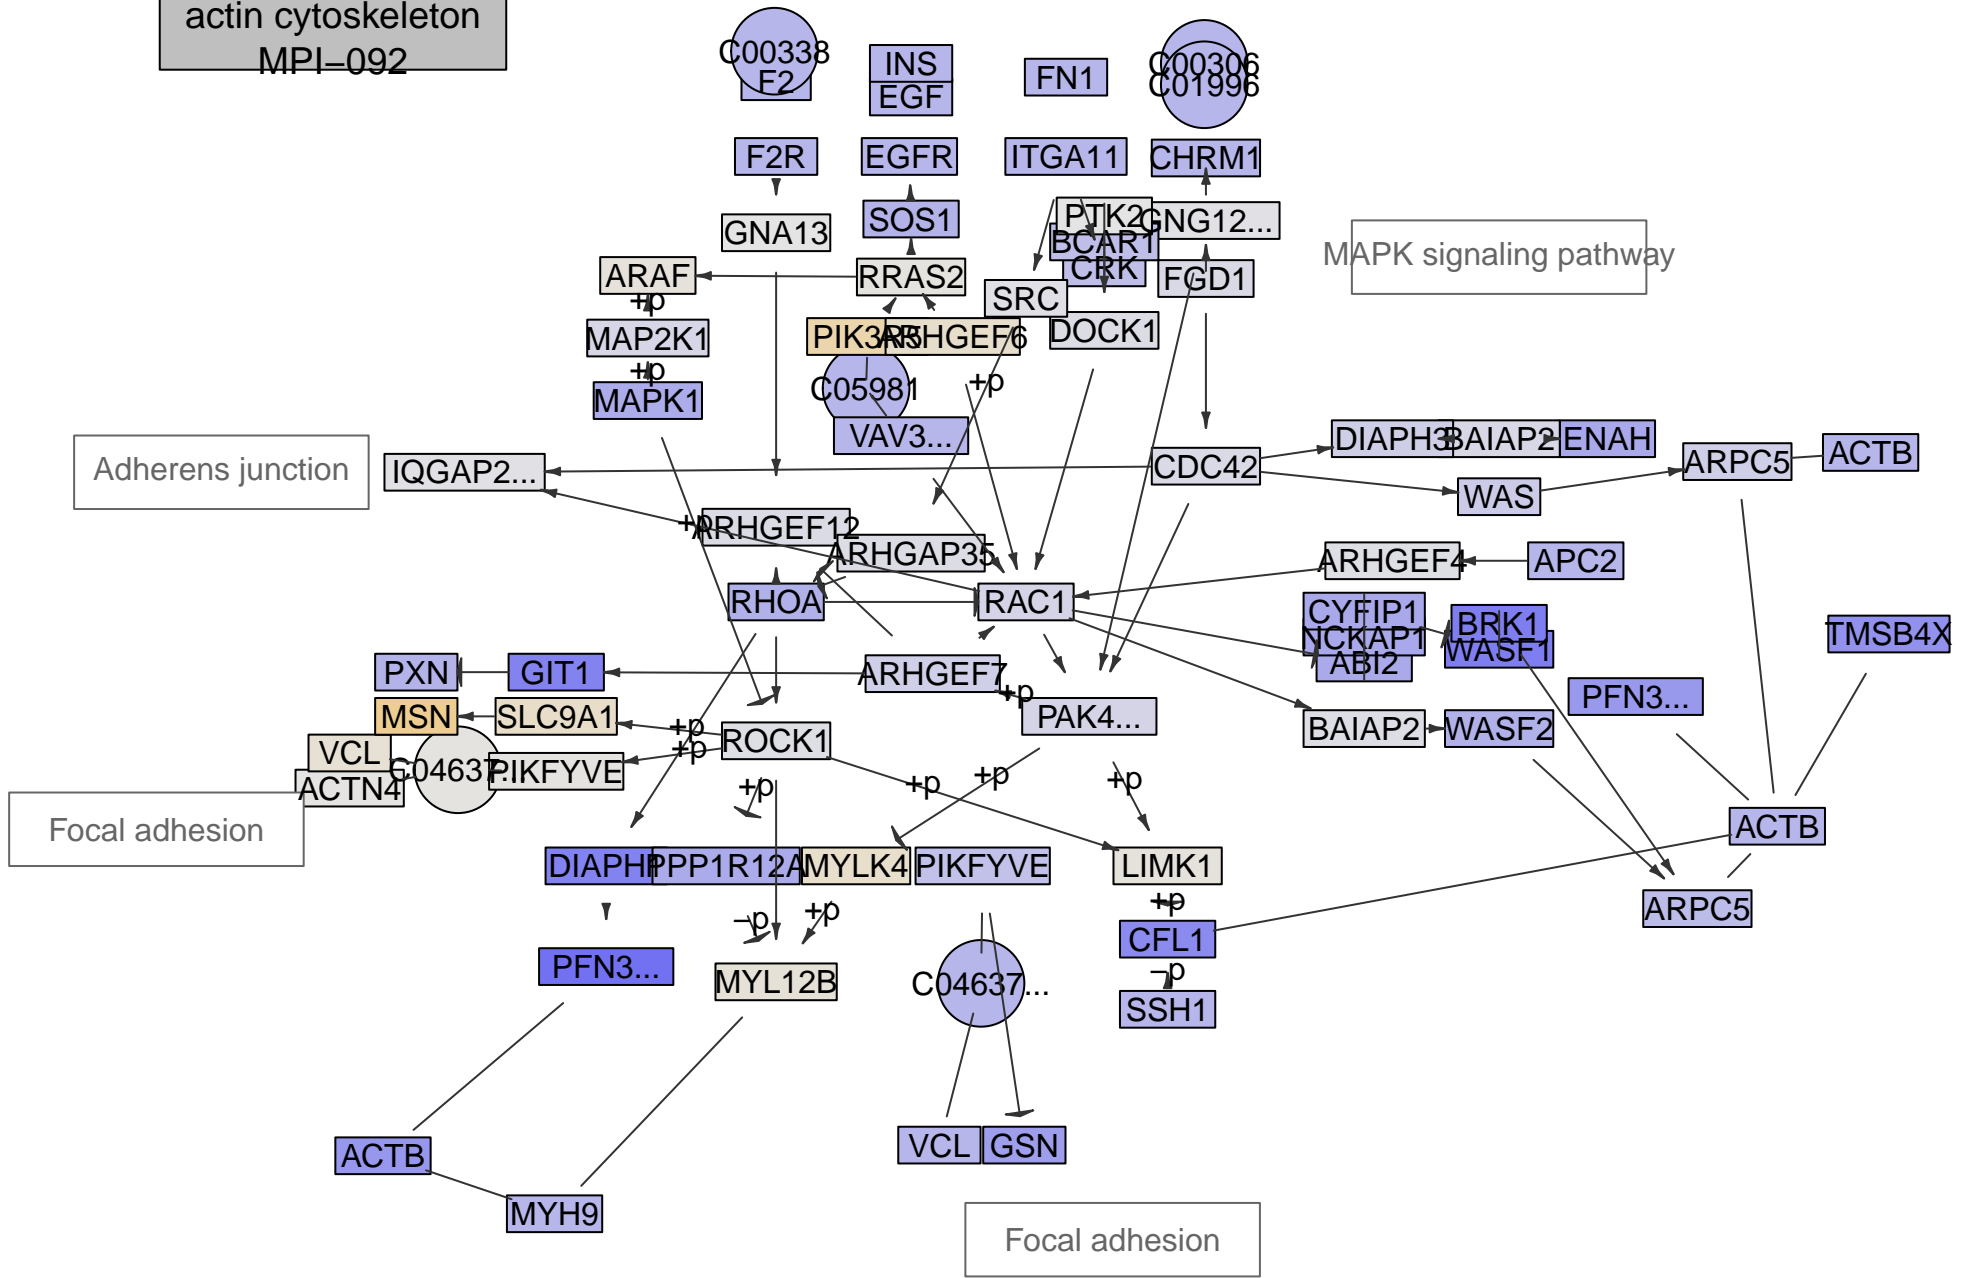 actin cytoskeleton
MPI–092
C00338
F2
INS
EGF
FN1
C00306
C01996
F2R
EGFR
ITGA11
CHRM1
GNA13
SOS1
PTK2
GNG12...
BCAR1
CRK
MAPK signaling pathway
ARAF
RRAS2
SRC
FGD1
+p
MAP2K1
PIK3R5
ARHGEF6
DOCK1
+p
MAPK1
C05981
+p
VAV3...
Adherens junction
IQGAP2...
CDC42
DIAPH3
BAIAP2
ENAH
ARPC5
ACTB
WAS
+p
ARHGEF12
ARHGAP35
ARHGEF4
APC2
RHOA
RAC1
CYFIP1
NCKAP1
ABI2
BRK1
WASF1
TMSB4X
PXN
GIT1
ARHGEF7
+p
PFN3...
MSN
SLC9A1
+p
ROCK1
PAK4...
BAIAP2
WASF2
VCL
ACTN4
C04637...
PIKFYVE
+p
+p
+p
+p
+p
Focal adhesion
ACTB
PPP1R12A
MYLK4
PIKFYVE
LIMK1
+p
–p
+p
ARPC5
CFL1
PFN3...
MYL12B
C04637...
–p
SSH1
ACTB
VCL
GSN
MYH9
Focal adhesion